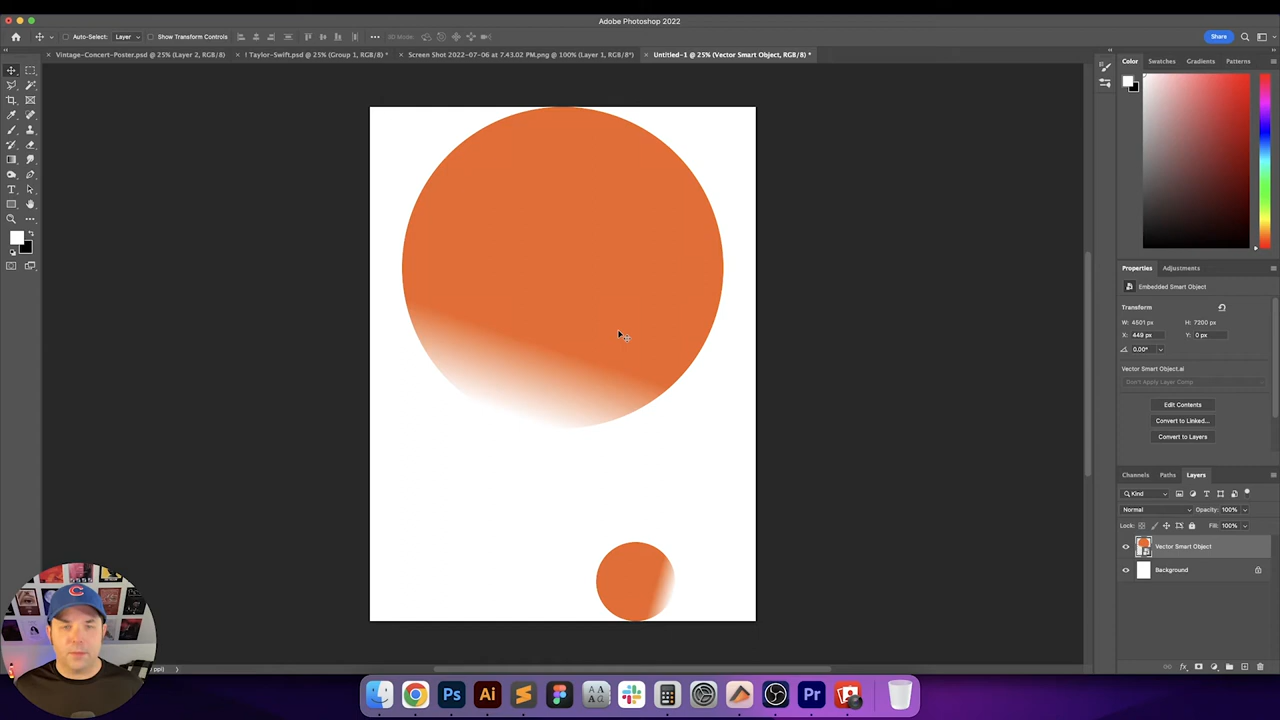 Adobe Photoshop 2022
Auto-Select: Layer Show Transform Controls 3D Mode: Share
Vintage-Concert-Poster.psd @ 25% (Layer 2, RGB/8) ! Taylor-Swift.psd @ 25% (Group 1, RGB/8) * Screen Shot 2022-07-06 at 7.43.02 PM.png @ 100% (Layer 1, RGB/8*) Untitled-1 @ 25% (Vector Smart Object, RGB/8) *
Color Swatches Gradients Patterns
Properties Adjustments
Embedded Smart Object
Transform
W: 4501 px H: 7200 px
X: 449 px Y: 0 px
0.00°
Vector Smart Object.ai
Don't Apply Layer Comp
Edit Contents
Convert to Linked...
Convert to Layers
Channels Paths Layers
Kind
Normal Opacity: 100%
Lock: Fill: 100%
Vector Smart Object
Background
ppi)
Ps Ai Pr